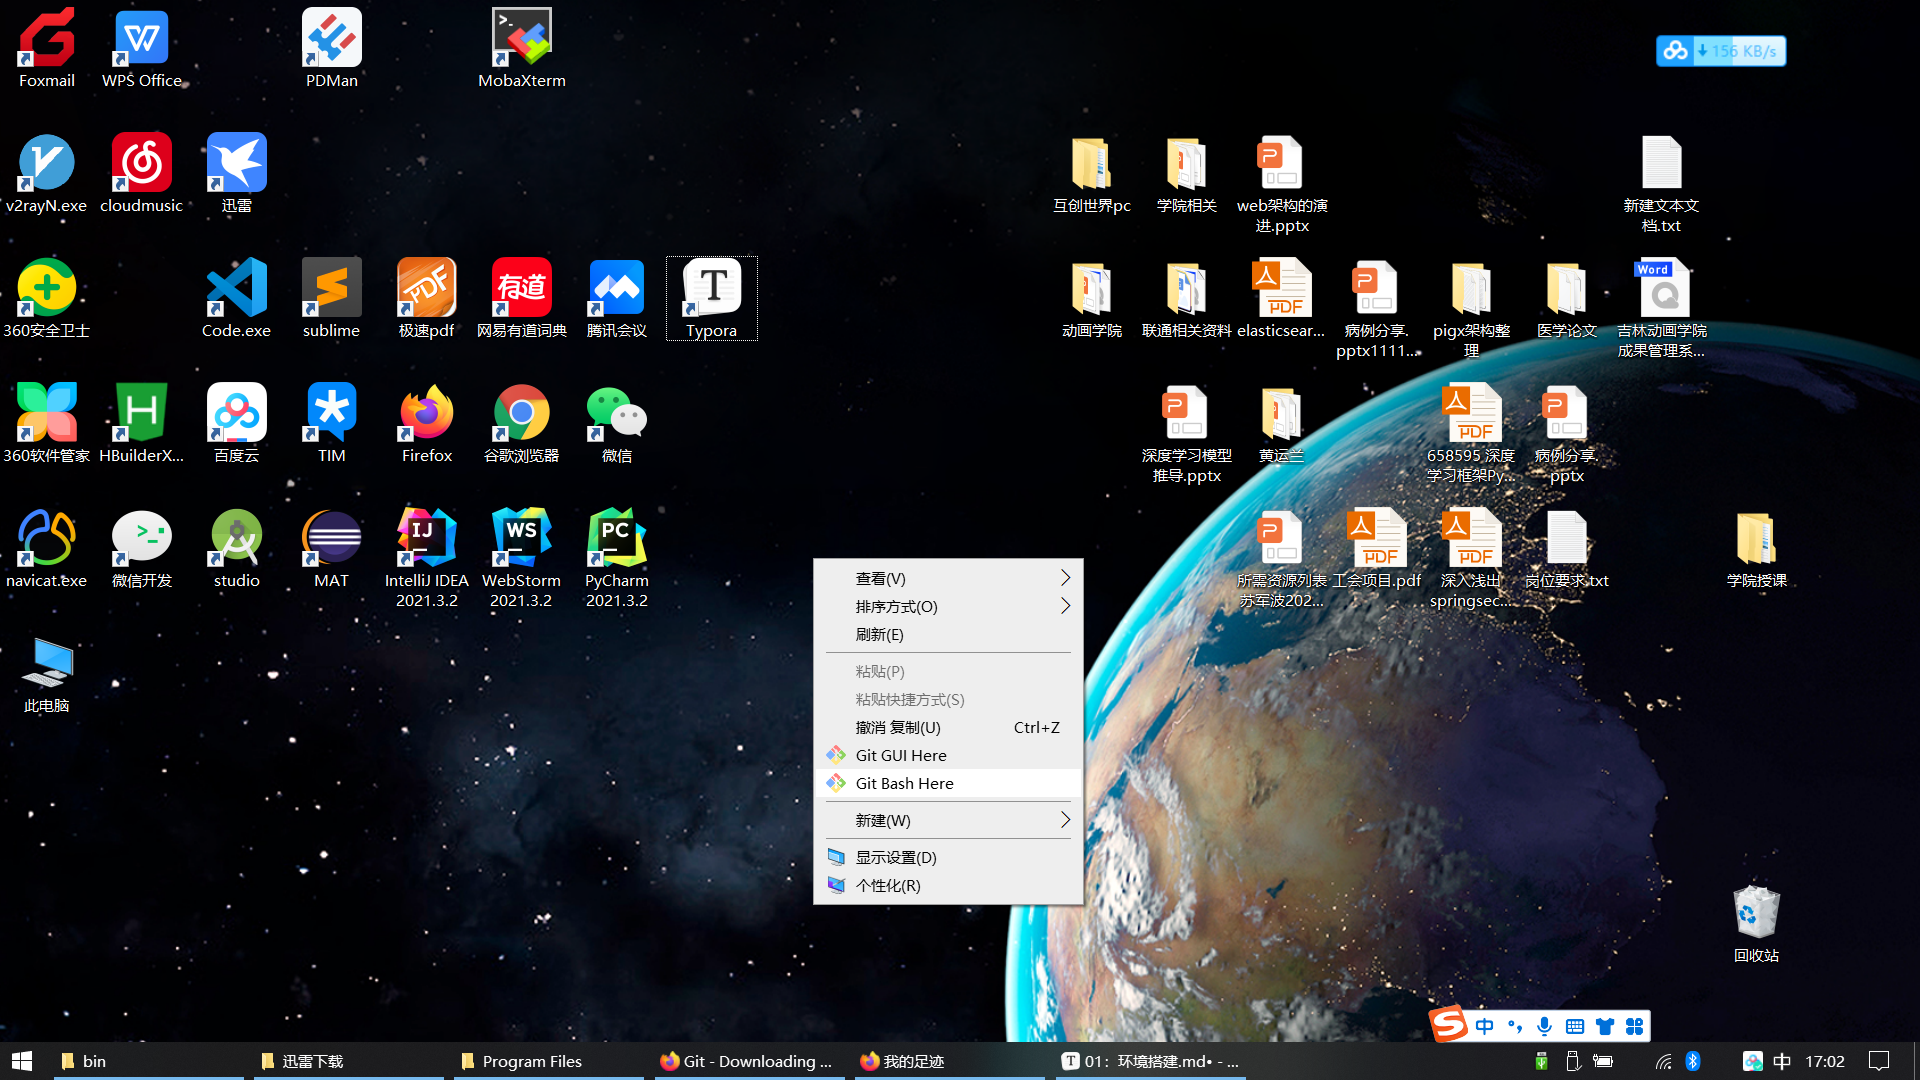 Foxmail
WPS Office
PDMan
MobaXterm
156 KB/s
v2rayN.exe
cloudmusic
迅雷
互创世界pc
学院相关
web架构的演
进.pptx
新建文本文
档.txt
360安全卫士
Code.exe
sublime
PDF
极速pdf
有道
网易有道词典
腾讯会议
T
Typora
动画学院
联通相关资料
PDF
elasticsear...
病例分享.
pptx1111...
pigx架构整
理
医学论文
Word
吉林动画学院
成果管理系...
360软件管家
HBuilderX...
百度云
TIM
Firefox
谷歌浏览器
微信
深度学习模型
推导.pptx
黄运兰
PDF
658595 深度
学习框架Py...
病例分享.
pptx
navicat.exe
微信开发
studio
MAT
IJ
IntelliJ IDEA
2021.3.2
WS
WebStorm
2021.3.2
PC
PyCharm
2021.3.2
所需资源列表
苏军波202...
PDF
工会项目.pdf
PDF
深入浅出
springsec...
岗位要求.txt
学院授课
此电脑
查看(V)
排序方式(O)
刷新(E)
粘贴(P)
粘贴快捷方式(S)
撤消 复制(U) Ctrl+Z
Git GUI Here
Git Bash Here
新建(W)
显示设置(D)
个性化(R)
回收站
中
bin
迅雷下载
Program Files
Git - Downloading ...
我的足迹
01：环境搭建.md• - ...
中
17:02